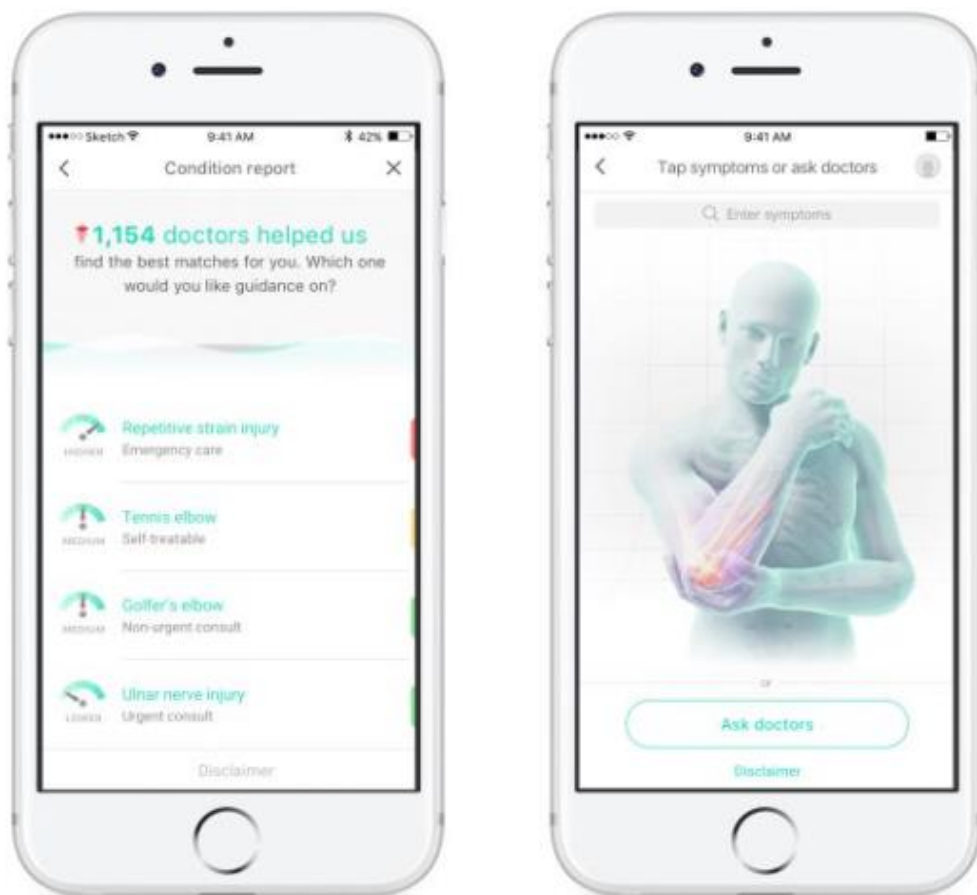 Sketch 9:41 AM 42%
Condition report
1,154 doctors helped us
find the best matches for you. Which one
would you like guidance on?
HIGHER
Repetitive strain injury
Emergency care
MEDIUM
Tennis elbow
Self-treatable
MEDIUM
Golfer's elbow
Non-urgent consult
LOWER
Ulnar nerve injury
Urgent consult
Disclaimer
9:41 AM
Tap symptoms or ask doctors
Enter symptoms
or
Ask doctors
Disclaimer